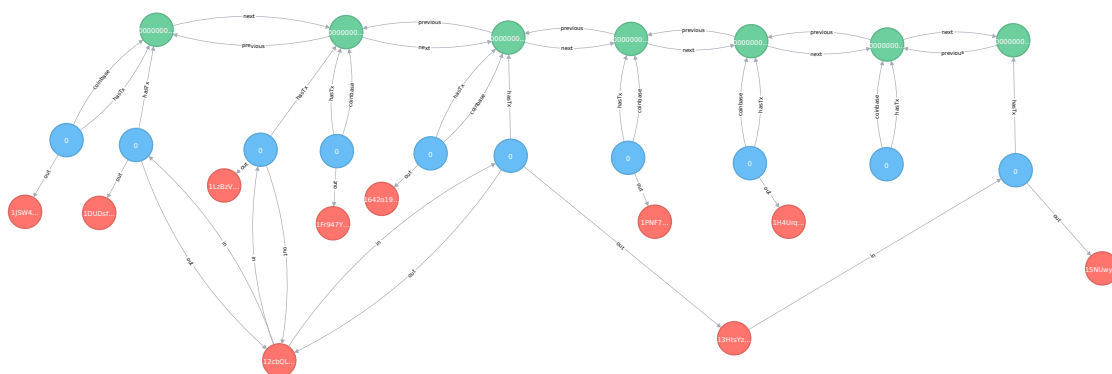 0000000...
next
previous
0000000...
previous
next
0000000...
previous
next
0000000...
previous
next
0000000...
previous
next
0000000...
next
previous
0000000...
coinbase
hasTx
hasTx
hasTx
hasTx
coinbase
hasTx
coinbase
hasTx
hasTx
coinbase
coinbase
hasTx
coinbase
hasTx
hasTx
0
0
0
0
0
0
0
0
0
0
out
out
out
out
out
out
out
out
1JSW4...
1DUDsf...
1LzBzV...
1Fr947Y...
1642o19...
1PNF7...
1H4Urq...
1SNUwy
out
in
in
out
in
out
out
in
12cbQL...
13HtsYz...